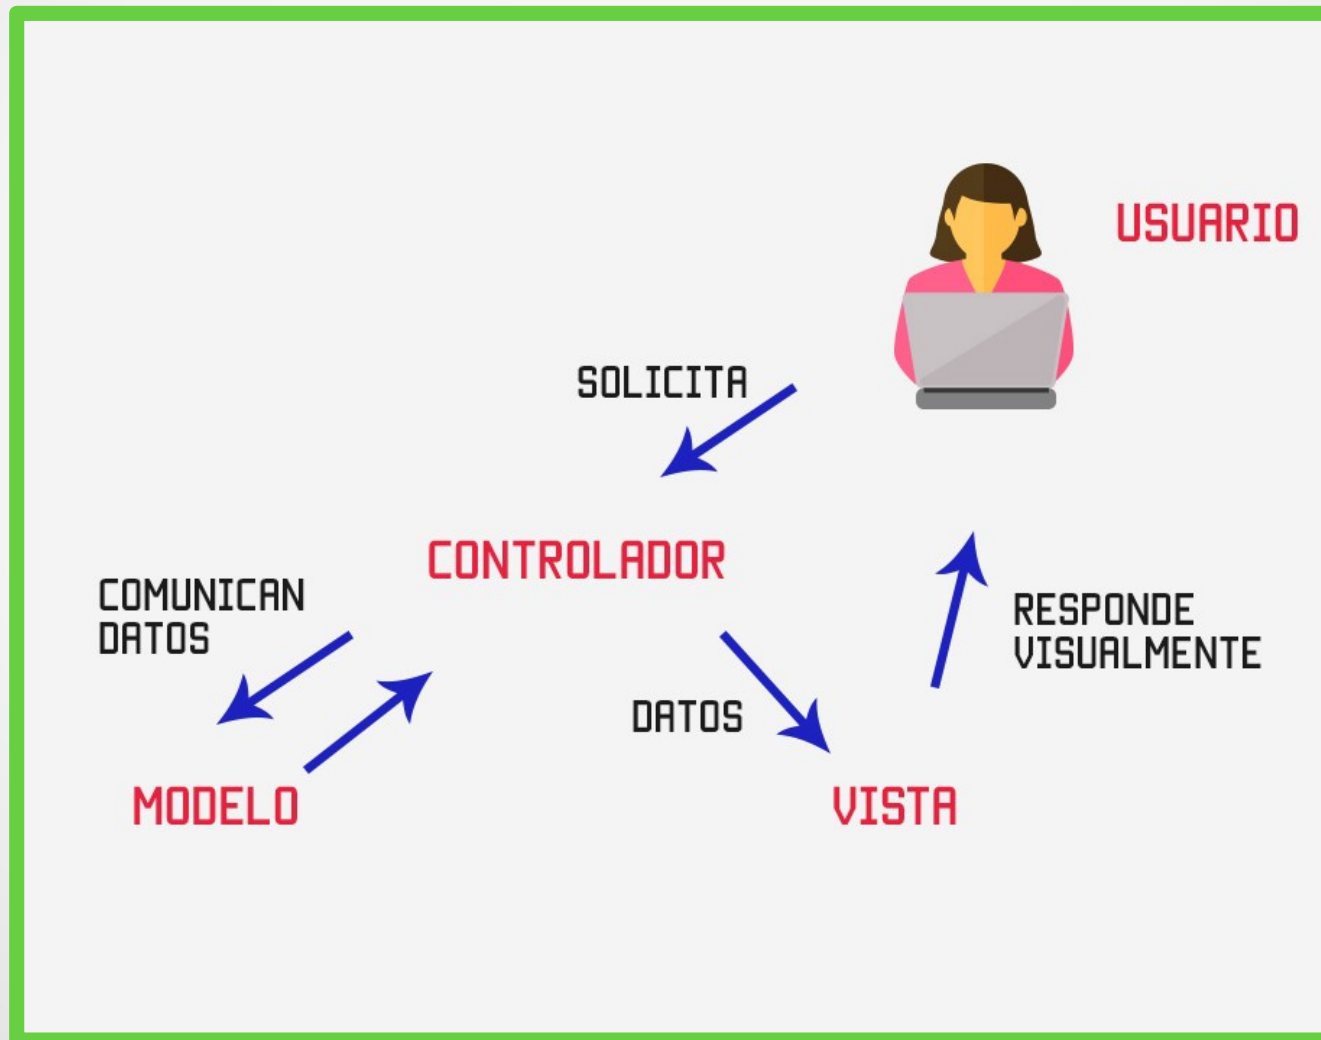 USUARIO
SOLICITA
CONTROLADOR
COMUNICAN
DATOS
RESPONDE
VISUALMENTE
DATOS
MODELO
VISTA